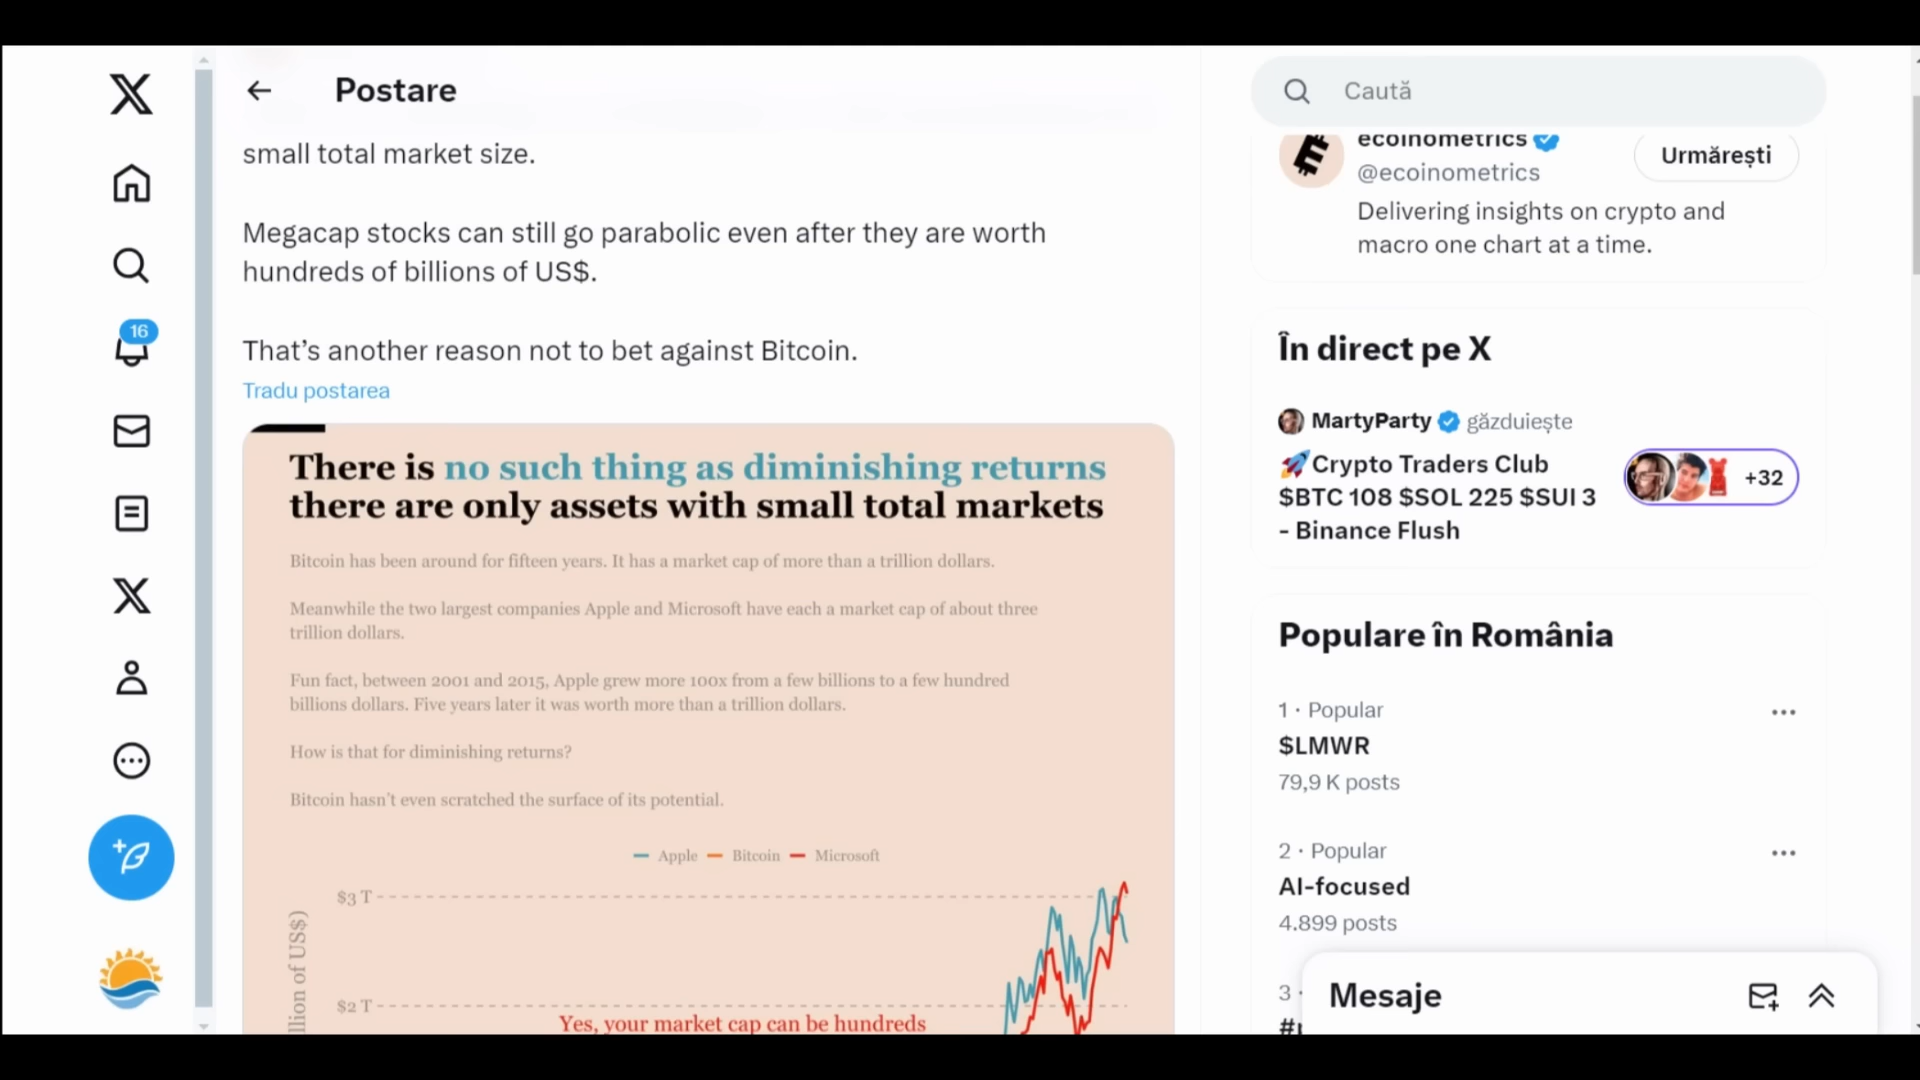 Postare
small total market size.
Megacap stocks can still go parabolic even after they are worth
hundreds of billions of US$.
That's another reason not to bet against Bitcoin.
Tradu postarea
There is no such thing as diminishing returns
there are only assets with small total markets
Bitcoin has been around for fifteen years. It has a market cap of more than a trillion dollars.
Meanwhile the two largest companies Apple and Microsoft have each a market cap of about three
trillion dollars.
Fun fact, between 2001 and 2015, Apple grew more 100x from a few billions to a few hundred
billions dollars. Five years later it was worth more than a trillion dollars.
How is that for diminishing returns?
Bitcoin hasn't even scratched the surface of its potential.
Apple Bitcoin Microsoft
$3 T
$2 T
llion of US$)
Yes, your market cap can be hundreds
16
Caută
ecoinometrics
@ecoinometrics
Urmărești
Delivering insights on crypto and
macro one chart at a time.
În direct pe X
MartyParty găzduiește
🚀Crypto Traders Club
$BTC 108 $SOL 225 $SUI 3
- Binance Flush
+32
Populare în România
1 · Popular
$LMWR
79,9 K posts
2 · Popular
AI-focused
4.899 posts
3 ·
Mesaje